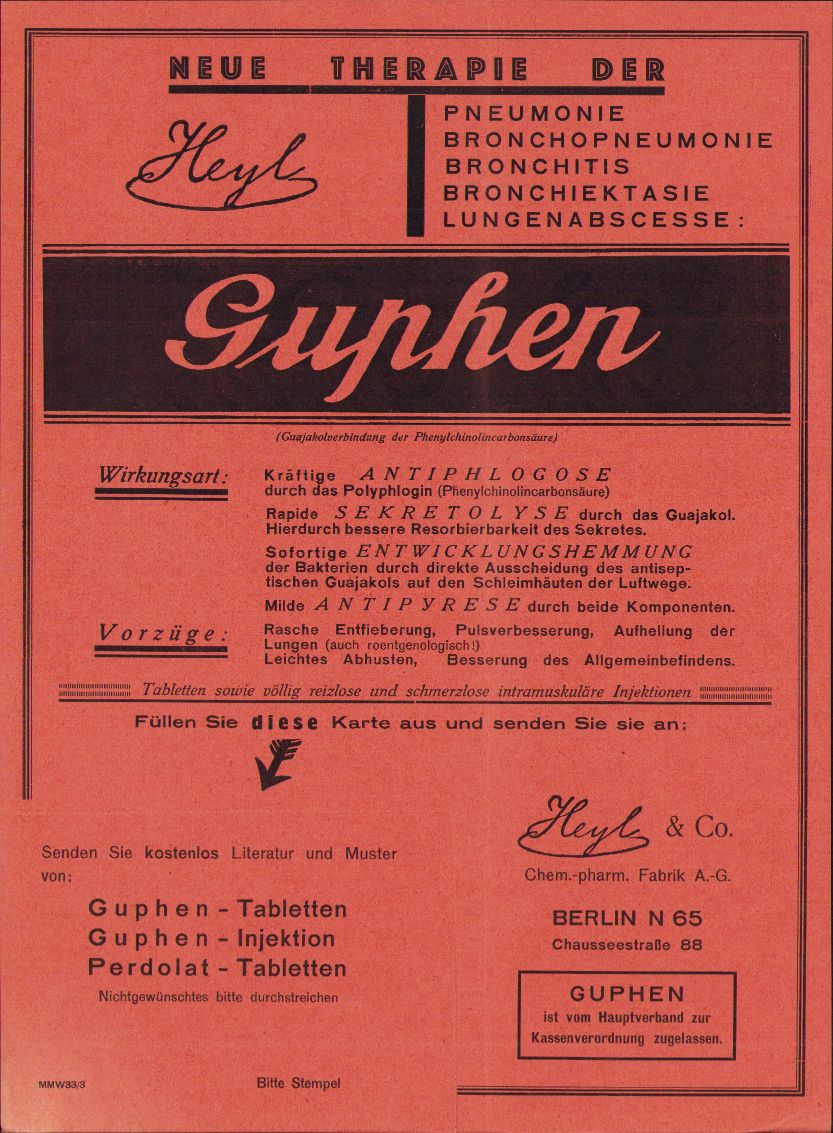 NEUE THERAPIE DER
Heyl
PNEUMONIE
BRONCHOPNEUMONIE
BRONCHITIS
BRONCHIEKTASIE
LUNGENABSCESSE:
Guphen
(Guajakolverbindung der Phenylchinolincarbonsäure)
Wirkungsart:
Kräftige ANTIPHLOGOSE
durch das Polyphlogin (Phenylchinolincarbonsäure)
Rapide SEKRETOLYSE durch das Guajakol.
Hierdurch bessere Resorbierbarkeit des Sekretes.
Sofortige ENTWICKLUNGSHEMMUNG
der Bakterien durch direkte Ausscheidung des antisep-
tischen Guajakols auf den Schleimhäuten der Luftwege.
Milde ANTIPYRESE durch beide Komponenten.
Vorzüge:
Rasche Entfieberung, Pulsverbesserung, Aufhellung der
Lungen (auch roentgenologisch!)
Leichtes Abhusten, Besserung des Allgemeinbefindens.
Tabletten sowie völlig reizlose und schmerzlose intramuskuläre Injektionen
Füllen Sie diese Karte aus und senden Sie sie an:
Senden Sie kostenlos Literatur und Muster
von:
Guphen - Tabletten
Guphen - Injektion
Perdolat - Tabletten
Nichtgewünschtes bitte durchstreichen
MMW33/3
Bitte Stempel
Heyl & Co.
Chem.-pharm. Fabrik A.-G.
BERLIN N 65
Chausseestraße 88
GUPHEN
ist vom Hauptverband zur
Kassenverordnung zugelassen.